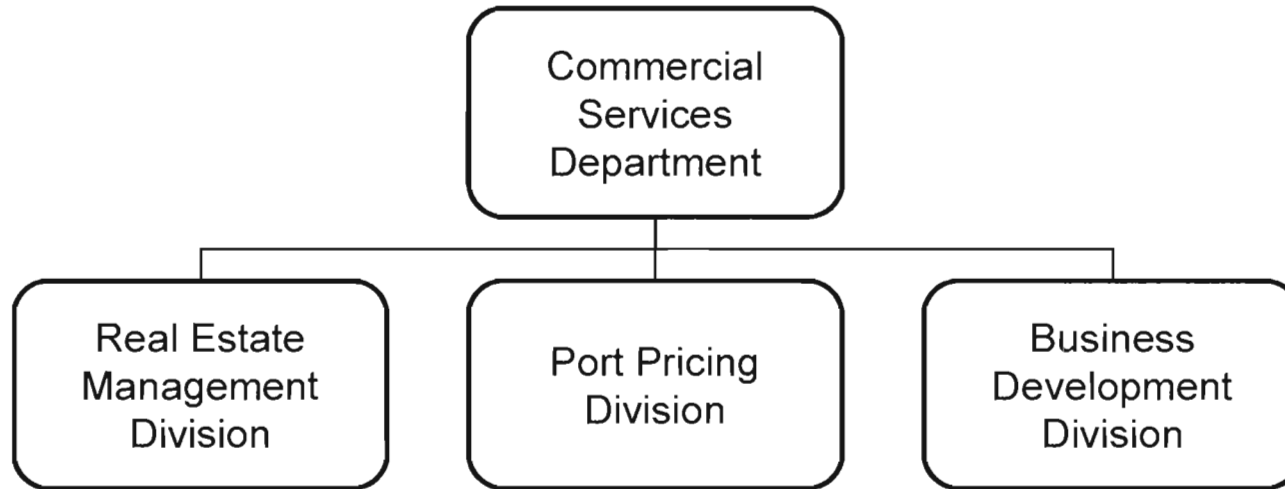 Commercial
Services
Department
Real Estate
Management
Division
Port Pricing
Division
Business
Development
Division